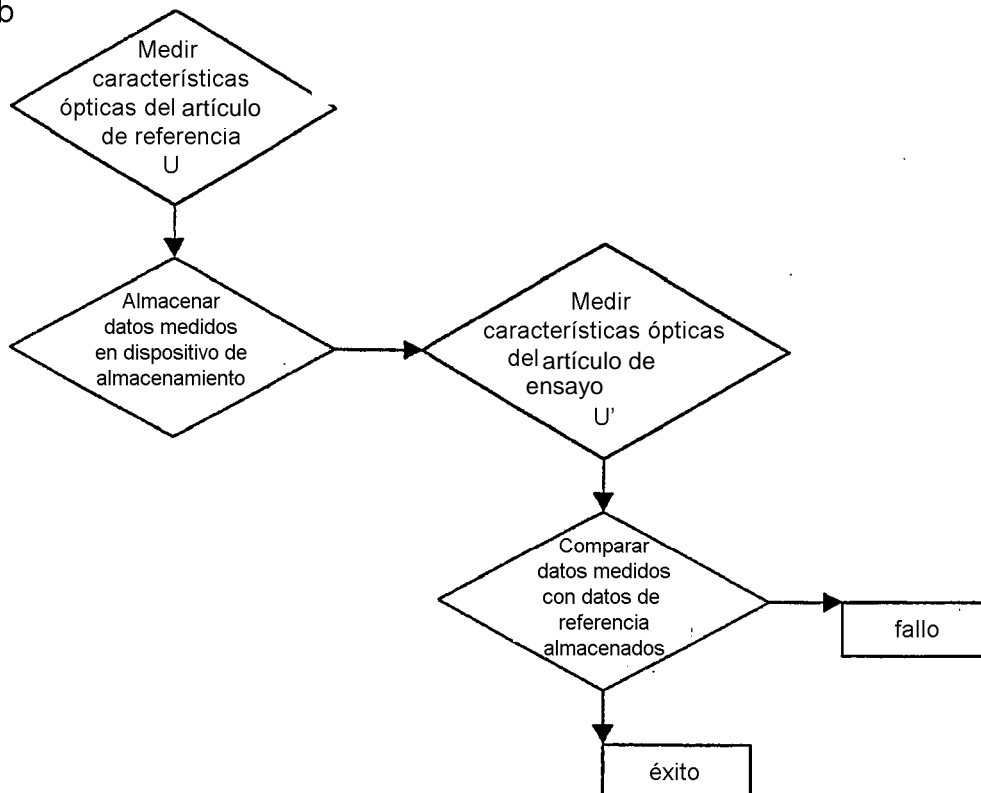 b
Medir
características
ópticas del artículo
de referencia
U
Almacenar
datos medidos
en dispositivo de
almacenamiento
Medir
características ópticas
del artículo de
ensayo
U'
Comparar
datos medidos
con datos de
referencia
almacenados
fallo
éxito